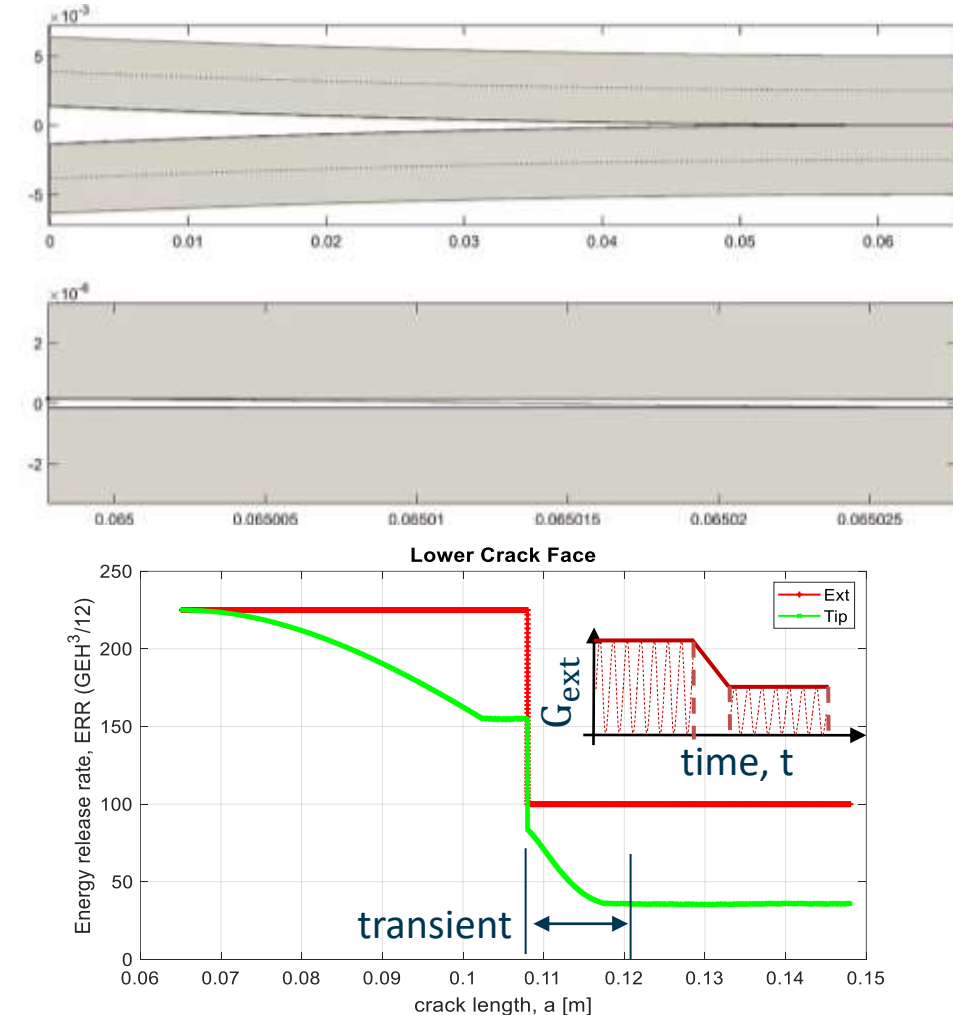 ×10-3
5
0
-5
0 0.01 0.02 0.03 0.04 0.05 0.06
×10-6
2
0
-2
0.065 0.065005 0.06501 0.065015 0.06502 0.065025
Lower Crack Face
250
200
150
100
50
0
Energy release rate, ERR (GEH3/12)
Ext
Tip
Gext
time, t
transient
0.06 0.07 0.08 0.09 0.1 0.11 0.12 0.13 0.14 0.15
crack length, a [m]